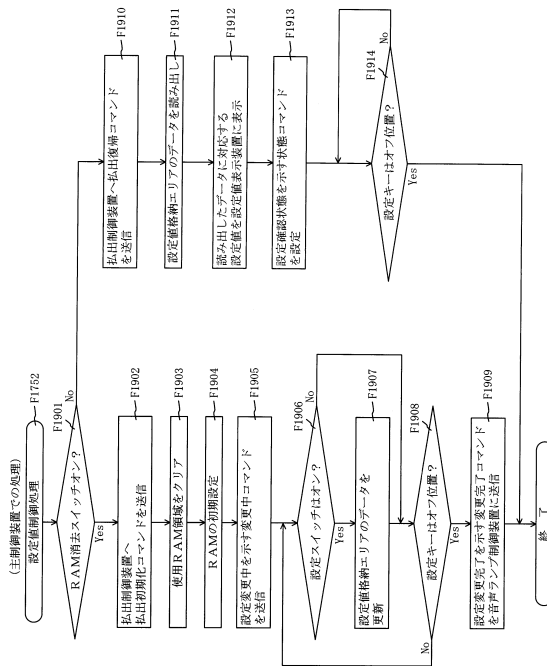 (主制御装置での処理)
設定値制御処理
F1752
RAM消去スイッチオン?
F1901
No
Yes
払出制御装置へ
払出初期化コマンドを送信
F1902
使用RAM領域をクリア
F1903
RAMの初期設定
F1904
設定変更中を示す変更中コマンド
を送信
F1905
設定スイッチはオン?
F1906
No
Yes
設定値格納エリアのデータを
更新
F1907
設定キーはオフ位置?
F1908
No
Yes
設定変更完了を示す変更完了コマンド
を音声ランプ制御装置に送信
F1909
終了
払出制御装置へ払出復帰コマンド
を送信
F1910
設定値格納エリアのデータを読み出し
F1911
読み出したデータに対応する
設定値を設定値表示装置に表示
F1912
設定確認状態を示す状態コマンド
を設定
F1913
設定キーはオフ位置?
F1914
No
Yes